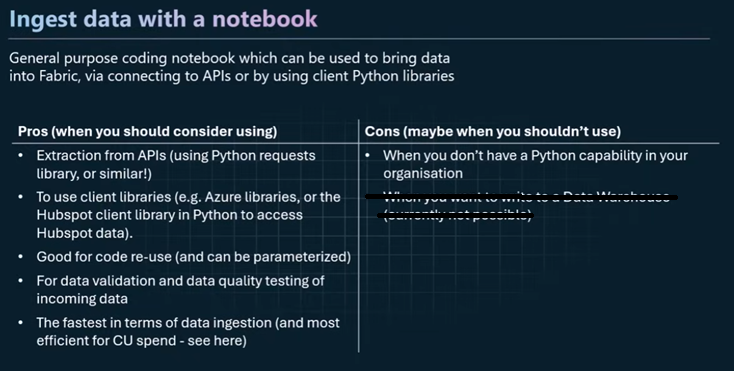 Ingest data with a notebook
General purpose coding notebook which can be used to bring data
into Fabric, via connecting to APIs or by using client Python libraries
Pros (when you should consider using)
• Extraction from APIs (using Python requests
library, or similar!)
• To use client libraries (e.g. Azure libraries, or the
Hubspot client library in Python to access
Hubspot data).
• Good for code re-use (and can be parameterized)
• For data validation and data quality testing of
incoming data
• The fastest in terms of data ingestion (and most
efficient for CU spend - see here)
Cons (maybe when you shouldn't use)
• When you don't have a Python capability in your
organisation
When you want to write to a Data Warehouse
(currently not possible)